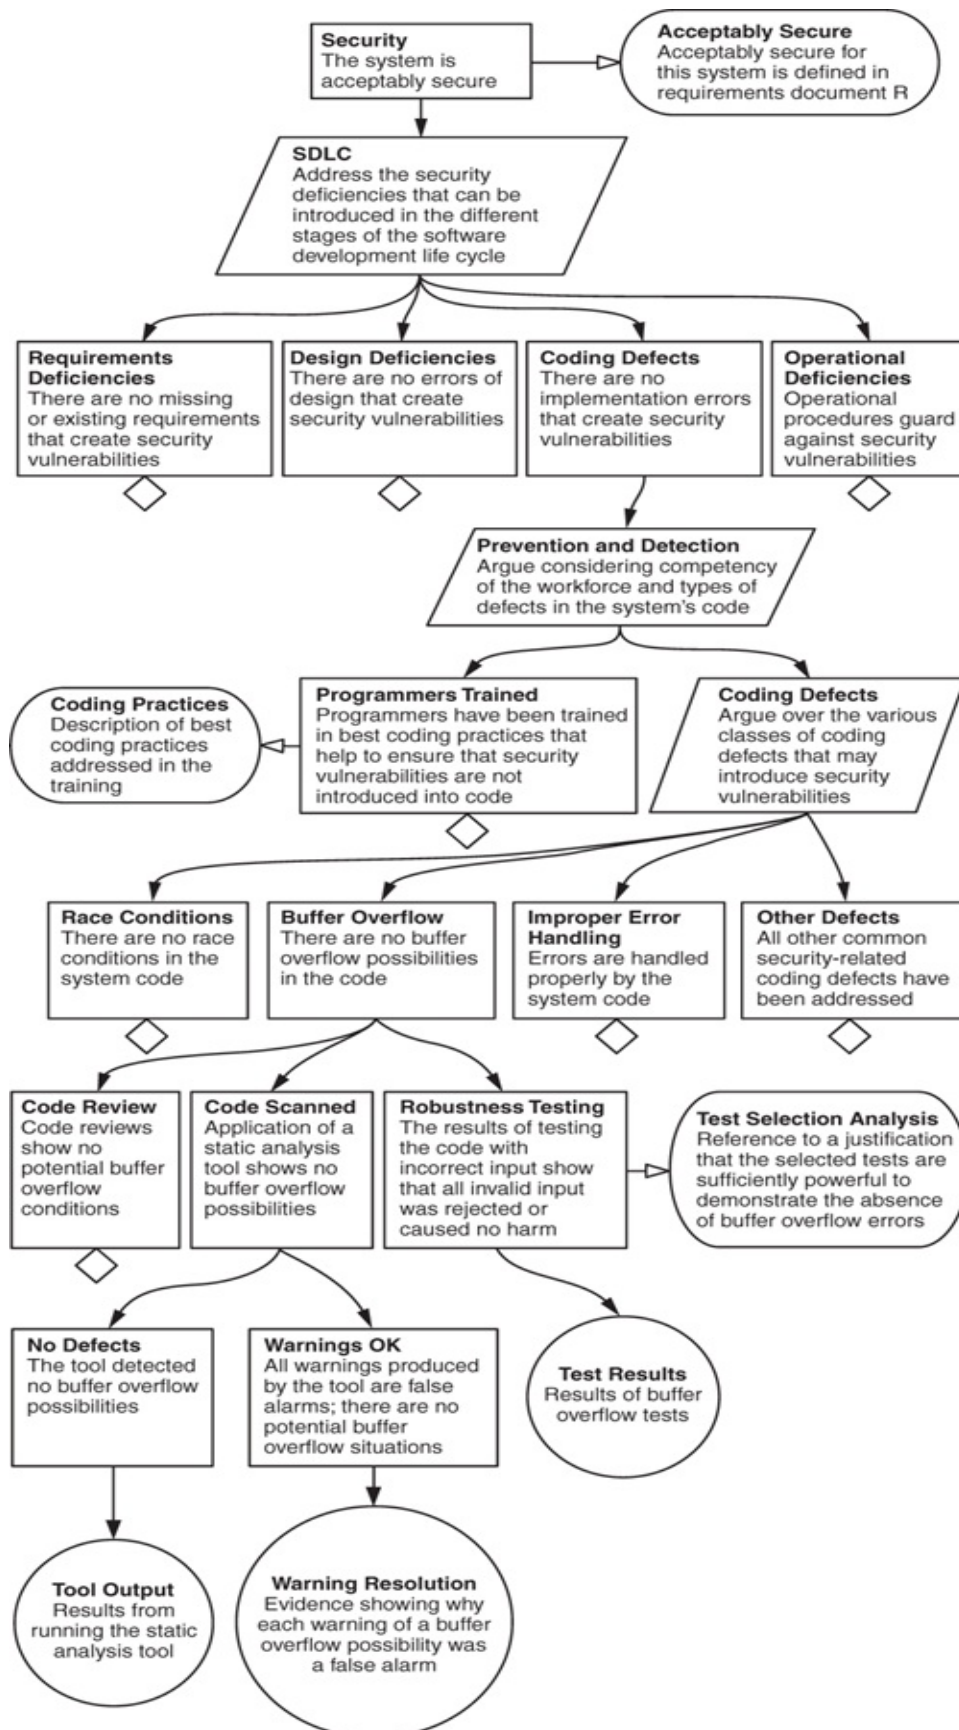 Security
The system is
acceptably secure
Acceptably Secure
Acceptably secure for
this system is defined in
requirements document R
SDLC
Address the security
deficiencies that can be
introduced in the different
stages of the software
development life cycle
Requirements
Deficiencies
There are no missing
or existing requirements
that create security
vulnerabilities
Design Deficiencies
There are no errors of
design that create
security vulnerabilities
Coding Defects
There are no
implementation errors
that create security
vulnerabilities
Operational
Deficiencies
Operational
procedures guard
against security
vulnerabilities
Prevention and Detection
Argue considering competency
of the workforce and types of
defects in the system's code
Coding Practices
Description of best
coding practices
addressed in the
training
Programmers Trained
Programmers have been trained
in best coding practices that
help to ensure that security
vulnerabilities are not
introduced into code
Coding Defects
Argue over the various
classes of coding
defects that may
introduce security
vulnerabilities
Race Conditions
There are no race
conditions in the
system code
Buffer Overflow
There are no buffer
overflow possibilities
in the code
Improper Error
Handling
Errors are handled
properly by the
system code
Other Defects
All other common
security-related
coding defects have
been addressed
Code Review
Code reviews
show no
potential buffer
overflow
conditions
Code Scanned
Application of a
static analysis
tool shows no
buffer overflow
possibilities
Robustness Testing
The results of testing
the code with
incorrect input show
that all invalid input
was rejected or
caused no harm
Test Selection Analysis
Reference to a justification
that the selected tests are
sufficiently powerful to
demonstrate the absence
of buffer overflow errors
No Defects
The tool detected
no buffer overflow
possibilities
Warnings OK
All warnings produced
by the tool are false
alarms; there are no
potential buffer
overflow situations
Test Results
Results of buffer
overflow tests
Tool Output
Results from
running the static
analysis tool
Warning Resolution
Evidence showing why
each warning of a buffer
overflow possibility was
a false alarm